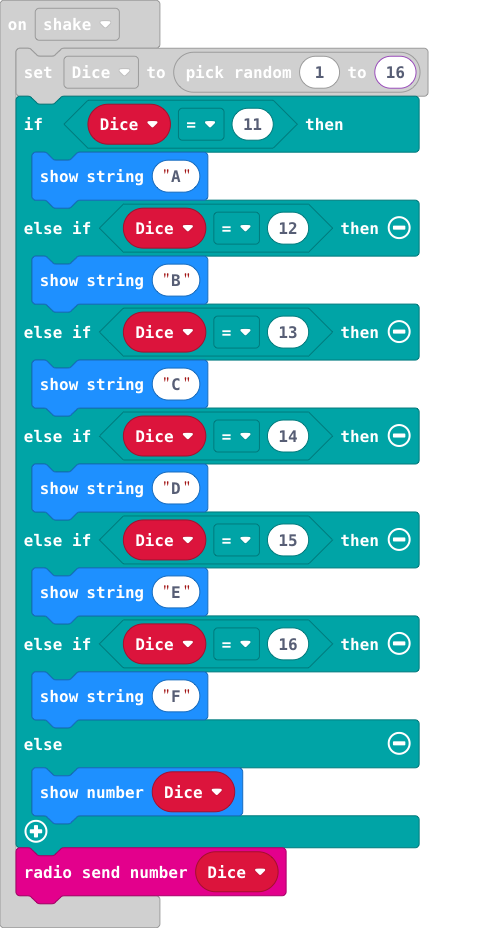 on shake
set Dice to pick random 1 to 16
if Dice = 11 then
show string "A"
else if Dice = 12 then
show string "B"
else if Dice = 13 then
show string "C"
else if Dice = 14 then
show string "D"
else if Dice = 15 then
show string "E"
else if Dice = 16 then
show string "F"
else
show number Dice
radio send number Dice